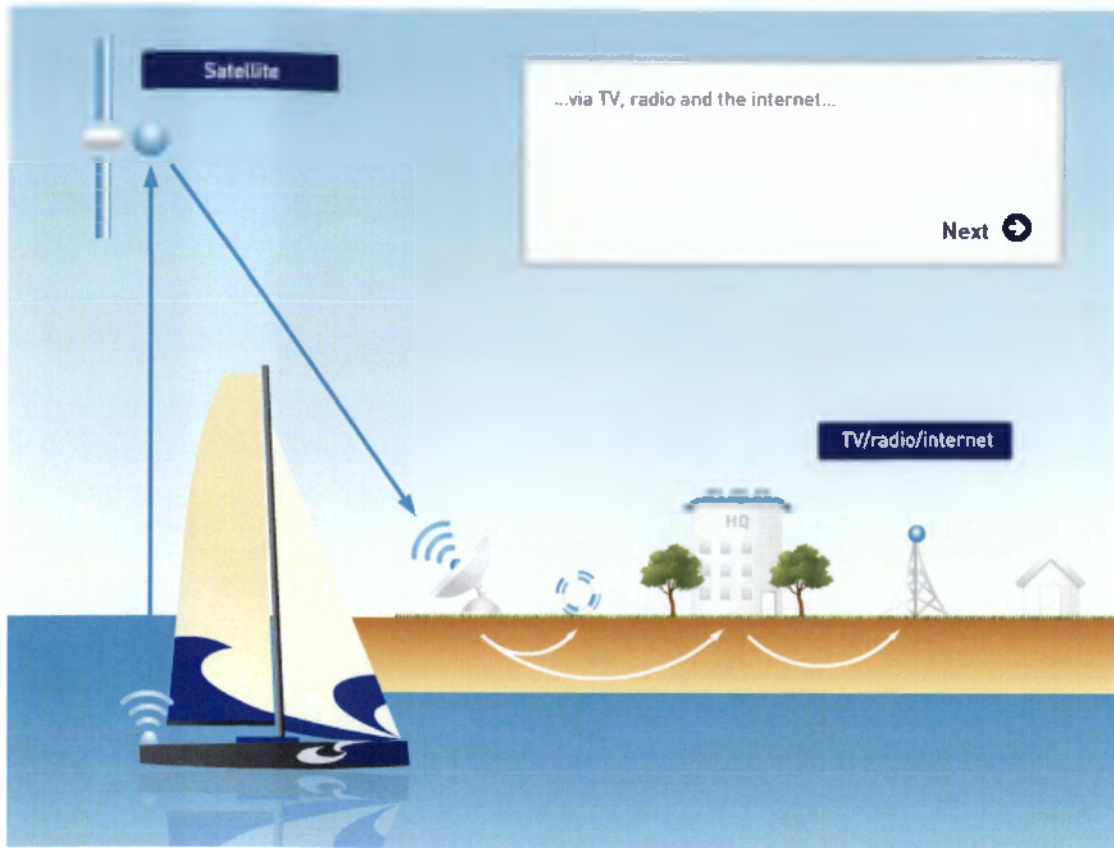 Satellite
...via TV, radio and the internet...
Next
TV/radio/internet
HQ